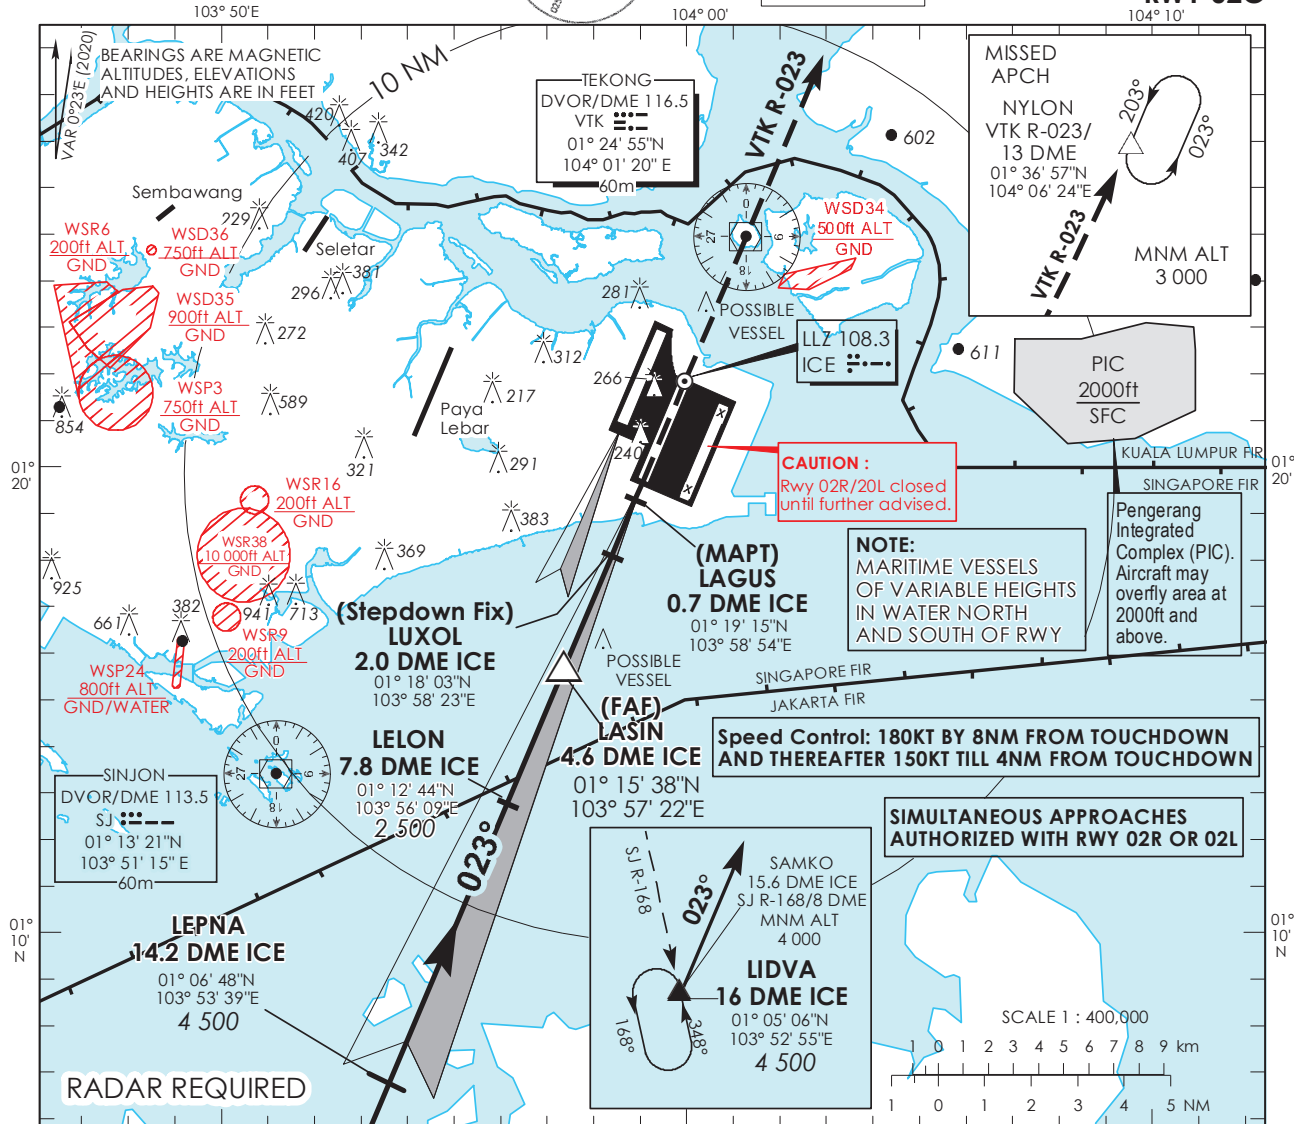 103° 50'E
104° 00'
104° 10'
RWY 02C
025
VAR 0°23'E (2020)
BEARINGS ARE MAGNETIC
ALTITUDES, ELEVATIONS
AND HEIGHTS ARE IN FEET
10 NM
TEKONG
DVOR/DME 116.5
VTK
01° 24' 55"N
104° 01' 20" E
60m
VTK R-023
602
MISSED
APCH
NYLON
VTK R-023/
13 DME
01° 36' 57"N
104° 06' 24"E
203°
023°
VTK R-023
MNM ALT
3 000
420
407
342
Sembawang
229
Seletar
WSR6
200ft ALT
GND
WSD36
750ft ALT
GND
WSD35
900ft ALT
GND
WSP3
750ft ALT
GND
296
381
272
589
854
321
312
217
Paya
Lebar
291
383
369
281
266
240
0
9
18
27
WSD34
500ft ALT
GND
POSSIBLE
VESSEL
LLZ 108.3
ICE
611
PIC
2000ft
SFC
x
x
KUALA LUMPUR FIR
SINGAPORE FIR
01°
20'
01°
20'
CAUTION :
Rwy 02R/20L closed
until further advised.
WSR16
200ft ALT
GND
WSR38
10 000ft ALT
GND
WSR9
200ft ALT
GND
925
661
382
941
713
WSP24
800ft ALT
GND/WATER
Pengerang
Integrated
Complex (PIC).
Aircraft may
overfly area at
2000ft and
above.
NOTE:
MARITIME VESSELS
OF VARIABLE HEIGHTS
IN WATER NORTH
AND SOUTH OF RWY
(MAPT)
LAGUS
0.7 DME ICE
01° 19' 15"N
103° 58' 54"E
(Stepdown Fix)
LUXOL
2.0 DME ICE
01° 18' 03"N
103° 58' 23"E
POSSIBLE
VESSEL
SINGAPORE FIR
JAKARTA FIR
(FAF)
LASIN
4.6 DME ICE
01° 15' 38"N
103° 57' 22"E
LELON
7.8 DME ICE
01° 12' 44"N
103° 56' 09"E
2 500
Speed Control: 180KT BY 8NM FROM TOUCHDOWN
AND THEREAFTER 150KT TILL 4NM FROM TOUCHDOWN
SIMULTANEOUS APPROACHES
AUTHORIZED WITH RWY 02R OR 02L
0
9
18
27
SINJON
DVOR/DME 113.5
SJ
01° 13' 21"N
103° 51' 15" E
60m
023°
LEPNA
14.2 DME ICE
01° 06' 48"N
103° 53' 39"E
4 500
01°
10'
N
01°
10'
N
SJ R-168
023°
SAMKO
15.6 DME ICE
SJ R-168/8 DME
MNM ALT
4 000
LIDVA
16 DME ICE
01° 05' 06"N
103° 52' 55"E
4 500
168°
348°
RADAR REQUIRED
SCALE 1 : 400,000
1 0 1 2 3 4 5 6 7 8 9 km
1 0 1 2 3 4 5 NM